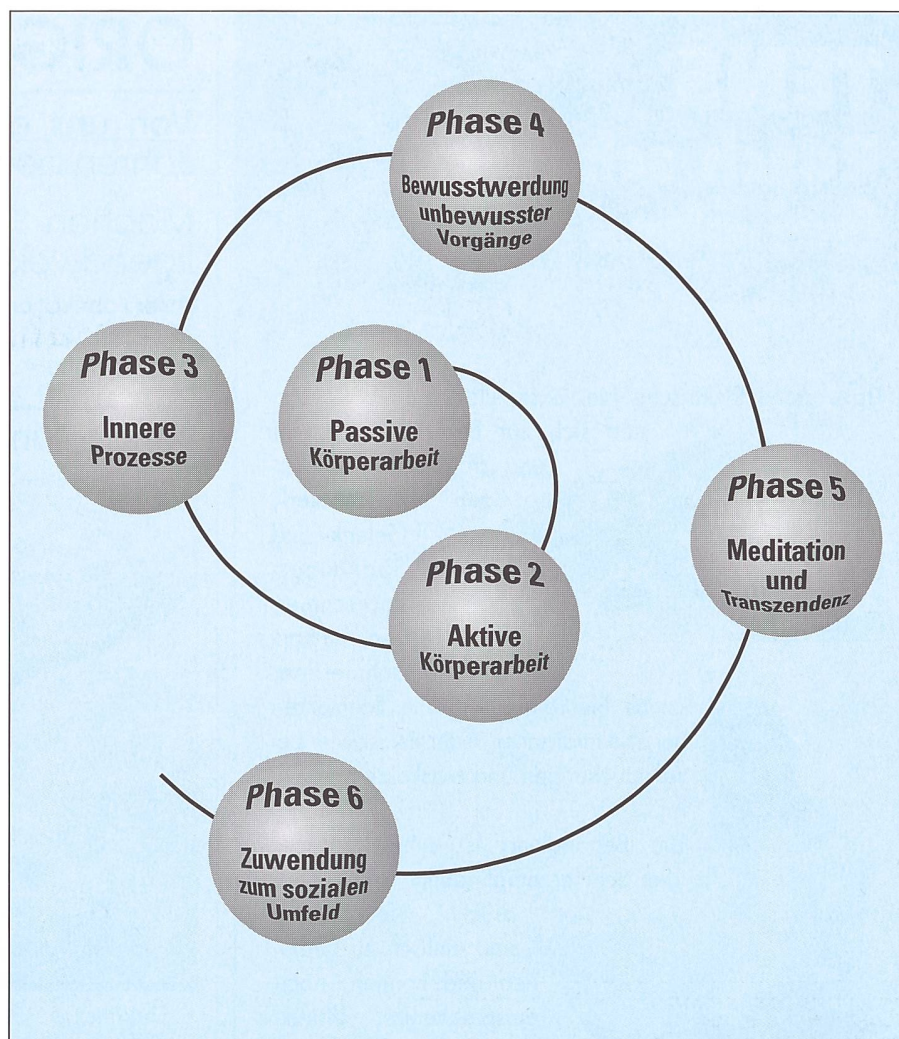 Phase 1
Passive
Körperarbeit
Phase 2
Aktive
Körperarbeit
Phase 3
Innere
Prozesse
Phase 4
Bewusstwerdung
unbewusster
Vorgänge
Phase 5
Meditation
und
Transzendenz
Phase 6
Zuwendung
zum sozialen
Umfeld